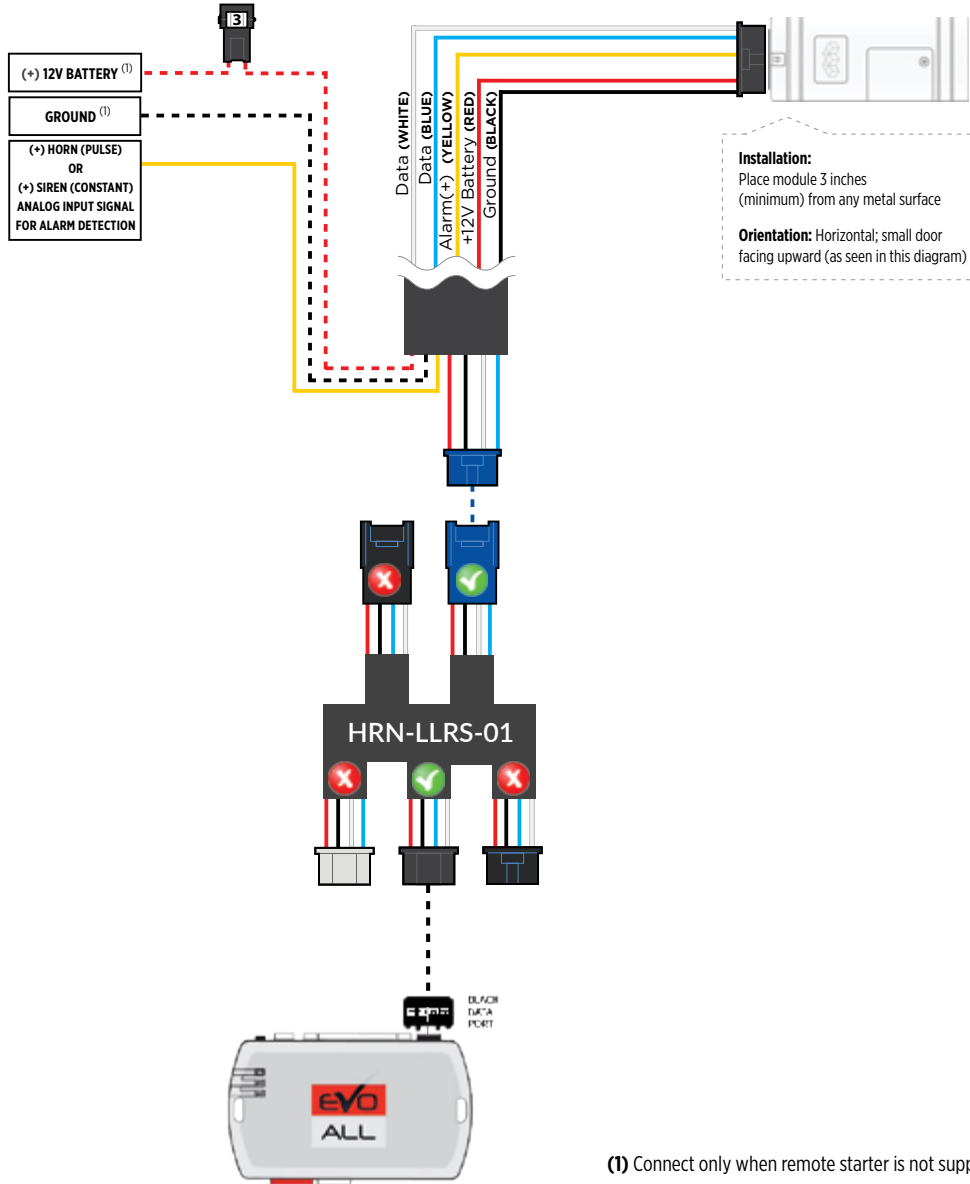 3
(+) 12V BATTERY (1)
GROUND (1)
(+) HORN (PULSE)
OR
(+) SIREN (CONSTANT)
ANALOG INPUT SIGNAL
FOR ALARM DETECTION
Data (WHITE)
Data (BLUE)
Alarm(+) (YELLOW)
+12V Battery (RED)
Ground (BLACK)
Installation:
Place module 3 inches
(minimum) from any metal surface
Orientation: Horizontal; small door
facing upward (as seen in this diagram)
HRN-LLRS-01
BLACK
DATA
PORT
EVO
ALL
(1) Connect only when remote starter is not supp